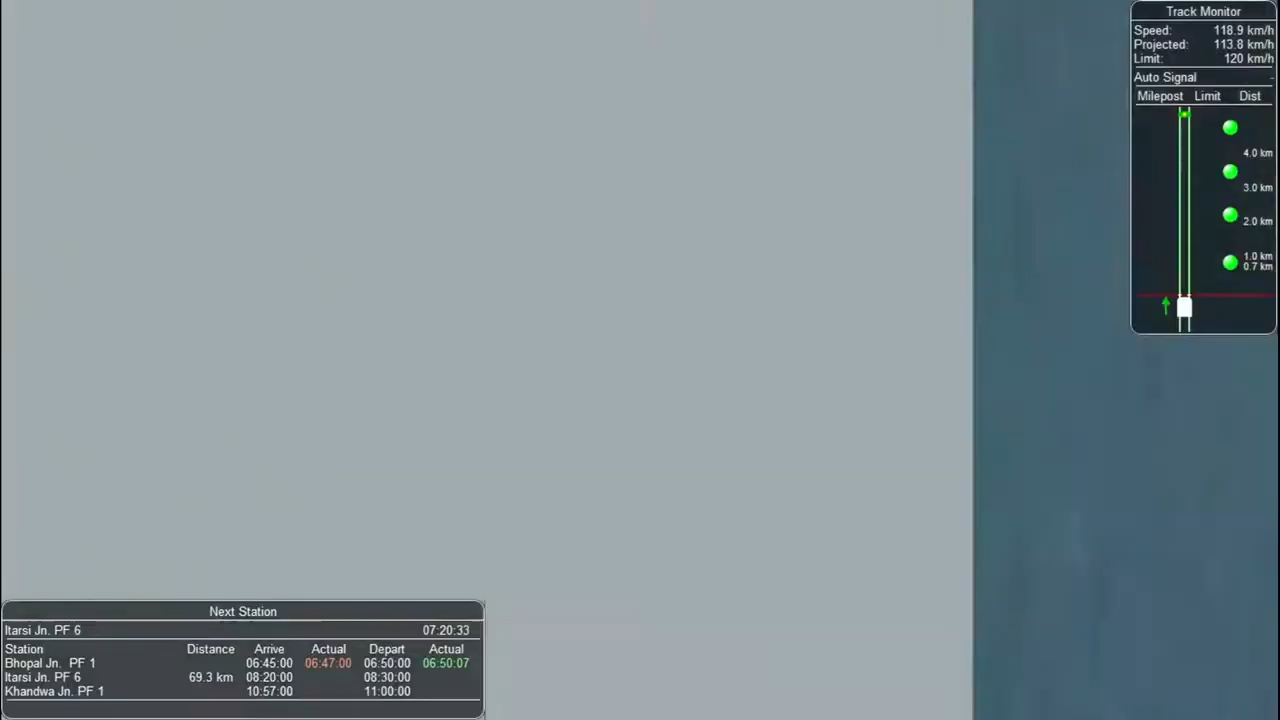 Track Monitor
Speed: 118.9 km/h
Projected: 113.8 km/h
Limit: 120 km/h
Auto Signal -
Milepost Limit Dist
4.0 km
3.0 km
2.0 km
1.0 km
0.7 km
Next Station
Itarsi Jn. PF 6 07:20:33
Station Distance Arrive Actual Depart Actual
Bhopal Jn. PF 1 06:45:00 06:47:00 06:50:00 06:50:07
Itarsi Jn. PF 6 69.3 km 08:20:00 08:30:00
Khandwa Jn. PF 1 10:57:00 11:00:00